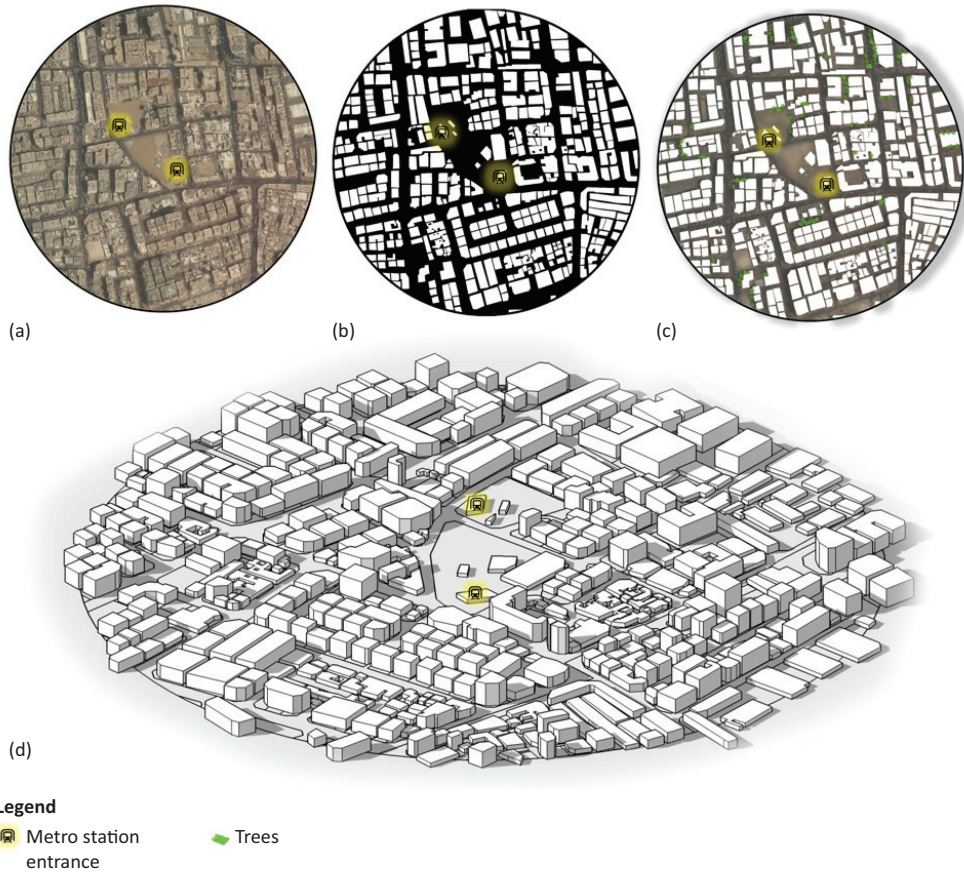 (a)
(b)
(c)
(d)
Legend
Metro station
entrance
Trees